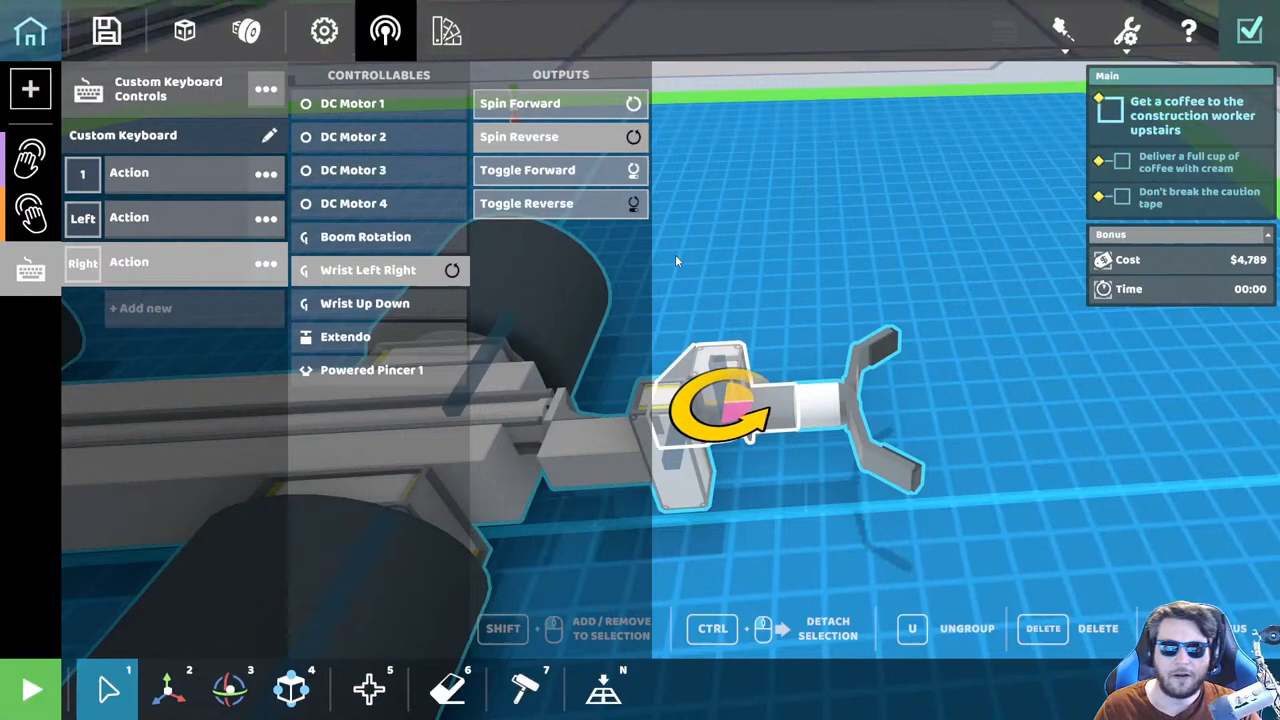 Custom Keyboard
Controls
Custom Keyboard
1
Action
Left
Action
Right
Action
+ Add new
CONTROLLABLES
DC Motor 1
DC Motor 2
DC Motor 3
DC Motor 4
Boom Rotation
Wrist Left Right
Wrist Up Down
Extendo
Powered Pincer 1
OUTPUTS
Spin Forward
Spin Reverse
Toggle Forward
Toggle Reverse
Main
Get a coffee to the
construction worker
upstairs
Deliver a full cup of
coffee with cream
Don't break the caution
tape
Bonus
Cost
$4,789
Time
00:00
SHIFT
+
ADD / REMOVE
TO SELECTION
CTRL
+
DETACH
SELECTION
U
UNGROUP
DELETE
DELETE
1
2
3
4
5
6
7
N